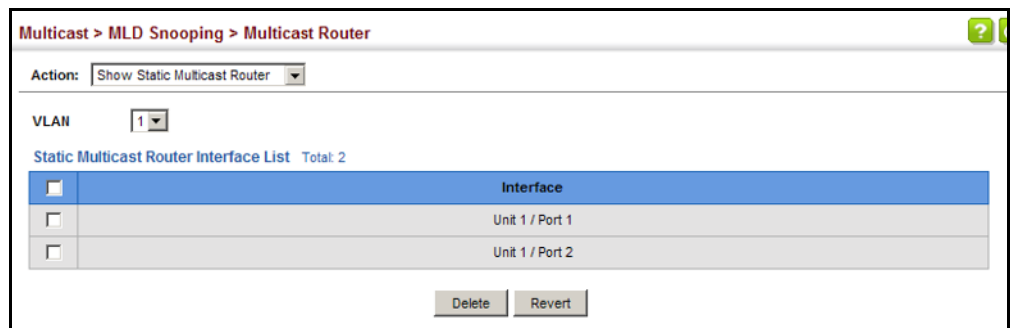 Multicast > MLD Snooping > Multicast Router
?
Action: Show Static Multicast Router
VLAN 1
Static Multicast Router Interface List Total: 2
Interface
Unit 1 / Port 1
Unit 1 / Port 2
Delete Revert